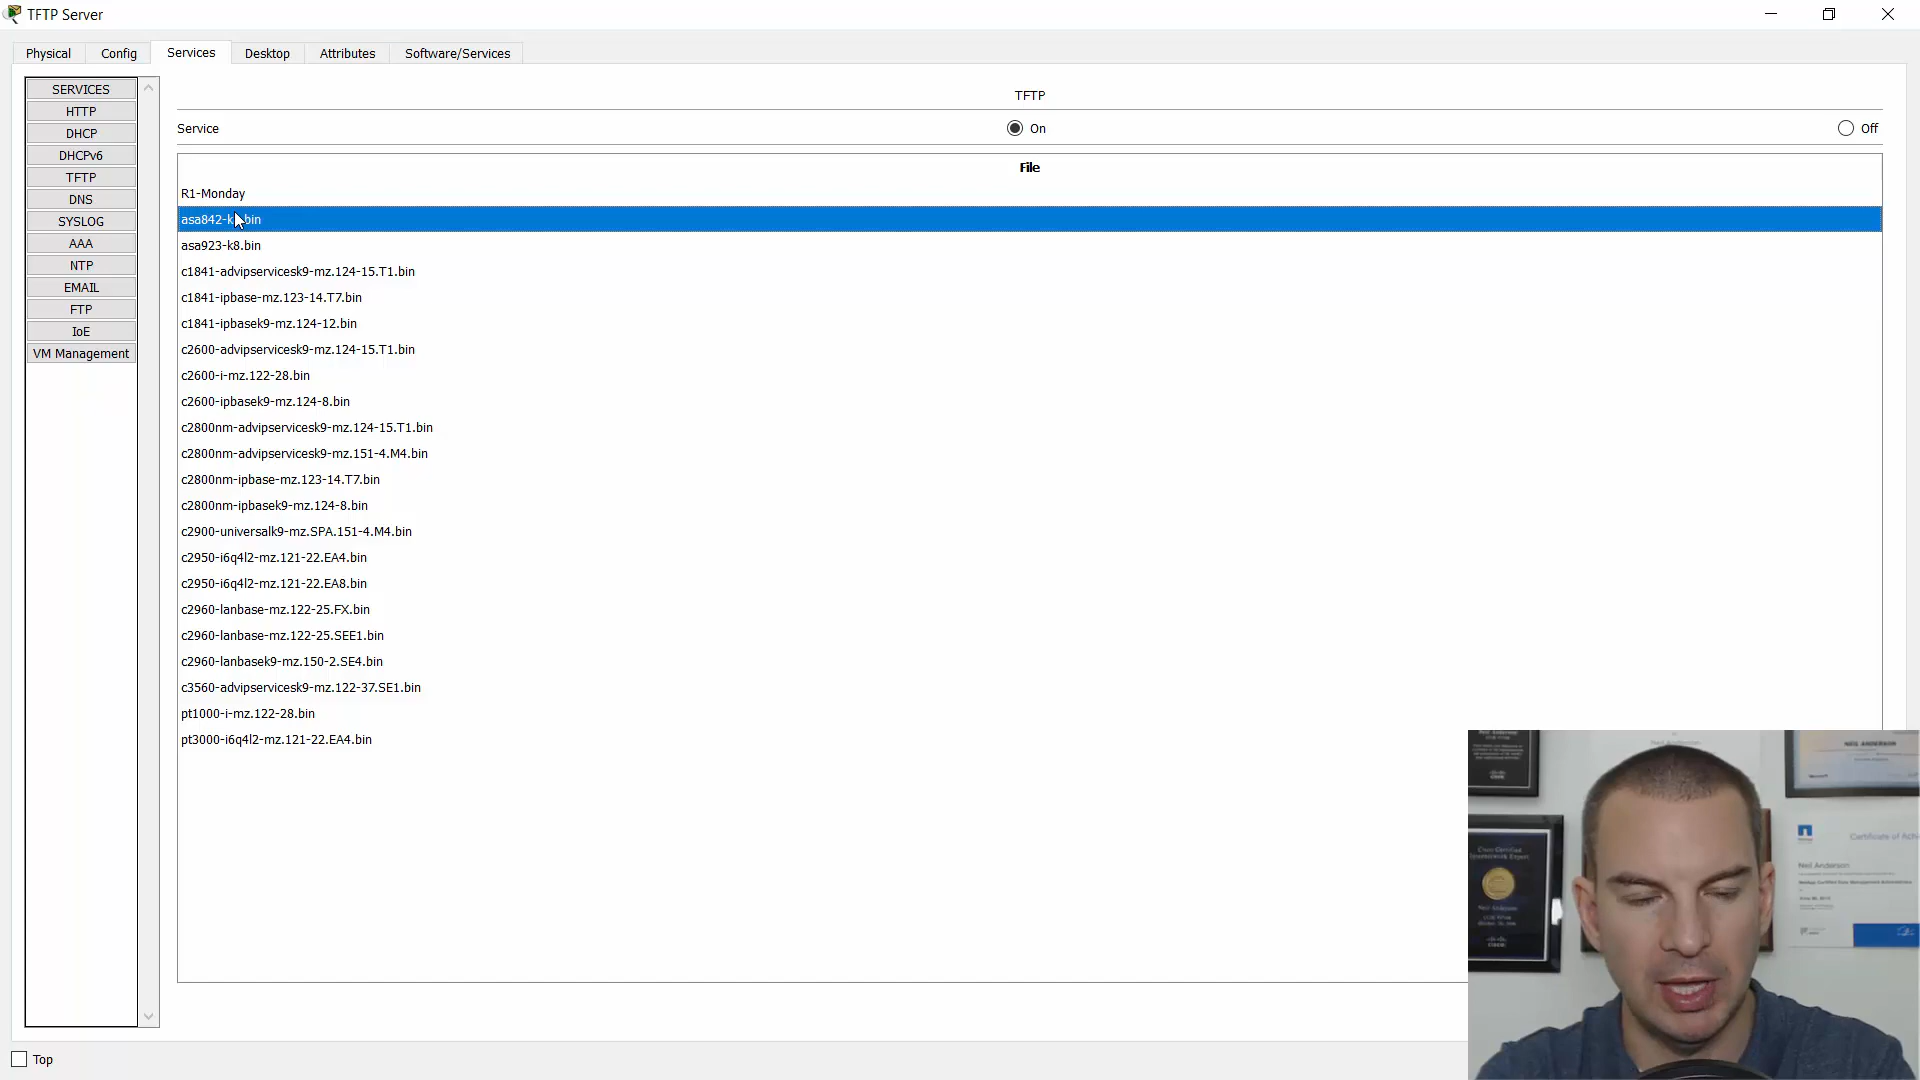 TFTP Server
Physical
Config
Services
Desktop
Attributes
Software/Services
SERVICES
HTTP
DHCP
DHCPv6
TFTP
DNS
SYSLOG
AAA
NTP
EMAIL
FTP
IoE
VM Management
TFTP
Service
On
Off
File
R1-Monday
asa842-k8.bin
asa923-k8.bin
c1841-advipservicesk9-mz.124-15.T1.bin
c1841-ipbase-mz.123-14.T7.bin
c1841-ipbasek9-mz.124-12.bin
c2600-advipservicesk9-mz.124-15.T1.bin
c2600-i-mz.122-28.bin
c2600-ipbasek9-mz.124-8.bin
c2800nm-advipservicesk9-mz.124-15.T1.bin
c2800nm-advipservicesk9-mz.151-4.M4.bin
c2800nm-ipbase-mz.123-14.T7.bin
c2800nm-ipbasek9-mz.124-8.bin
c2900-universalk9-mz.SPA.151-4.M4.bin
c2950-i6q4l2-mz.121-22.EA4.bin
c2950-i6q4l2-mz.121-22.EA8.bin
c2960-lanbase-mz.122-25.FX.bin
c2960-lanbase-mz.122-25.SEE1.bin
c2960-lanbasek9-mz.150-2.SE4.bin
c3560-advipservicesk9-mz.122-37.SE1.bin
pt1000-i-mz.122-28.bin
pt3000-i6q4l2-mz.121-22.EA4.bin
Top
NEIL ANDERSON
Neil Anderson